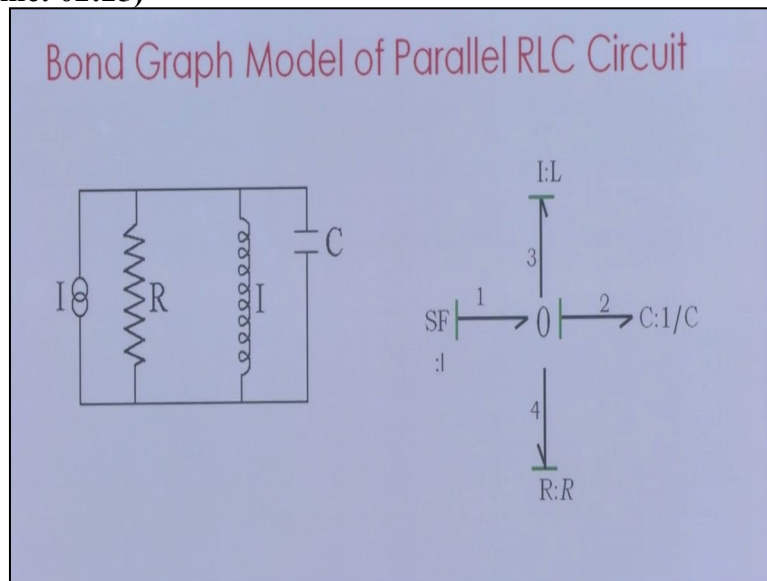 Bond Graph Model of Parallel RLC Circuit
I:L
C
3
I R I
1 2
SF 0 C:1/C
:I
4
R:R